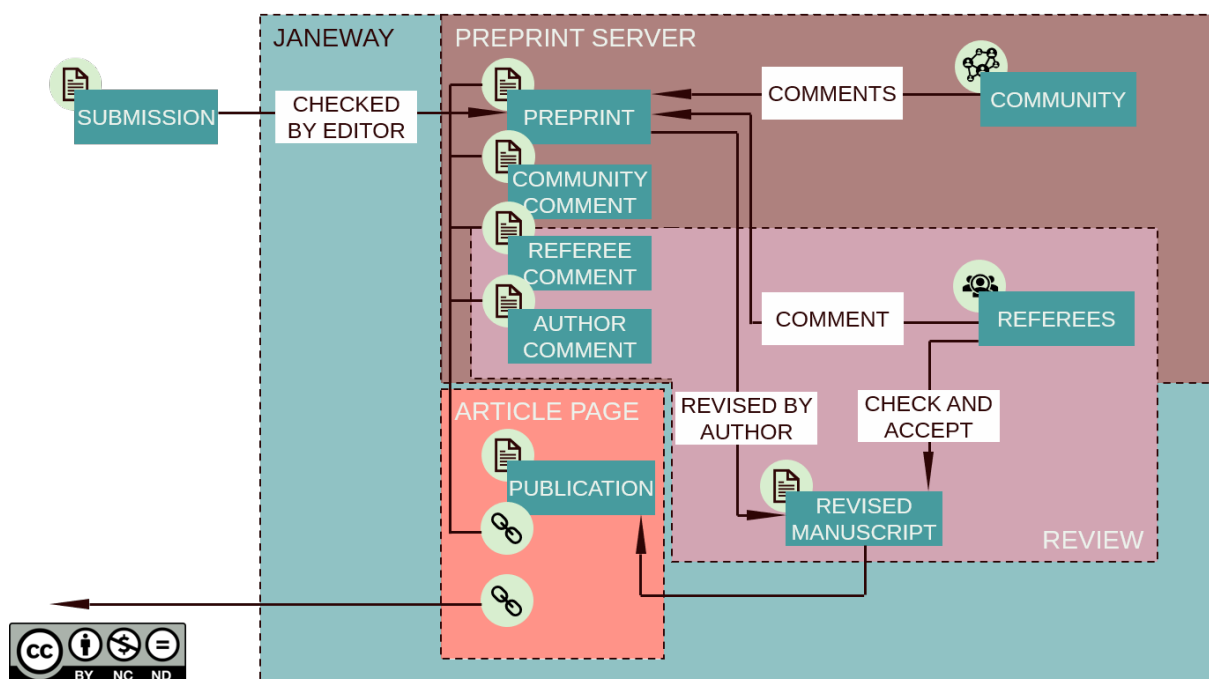 JANEWAY
PREPRINT SERVER
SUBMISSION
CHECKED
BY EDITOR
PREPRINT
COMMENTS
COMMUNITY
COMMUNITY
COMMENT
REFEREE
COMMENT
AUTHOR
COMMENT
COMMENT
REFEREES
ARTICLE PAGE
REVISED BY
AUTHOR
CHECK AND
ACCEPT
PUBLICATION
REVISED
MANUSCRIPT
REVIEW
cc
BY NC ND